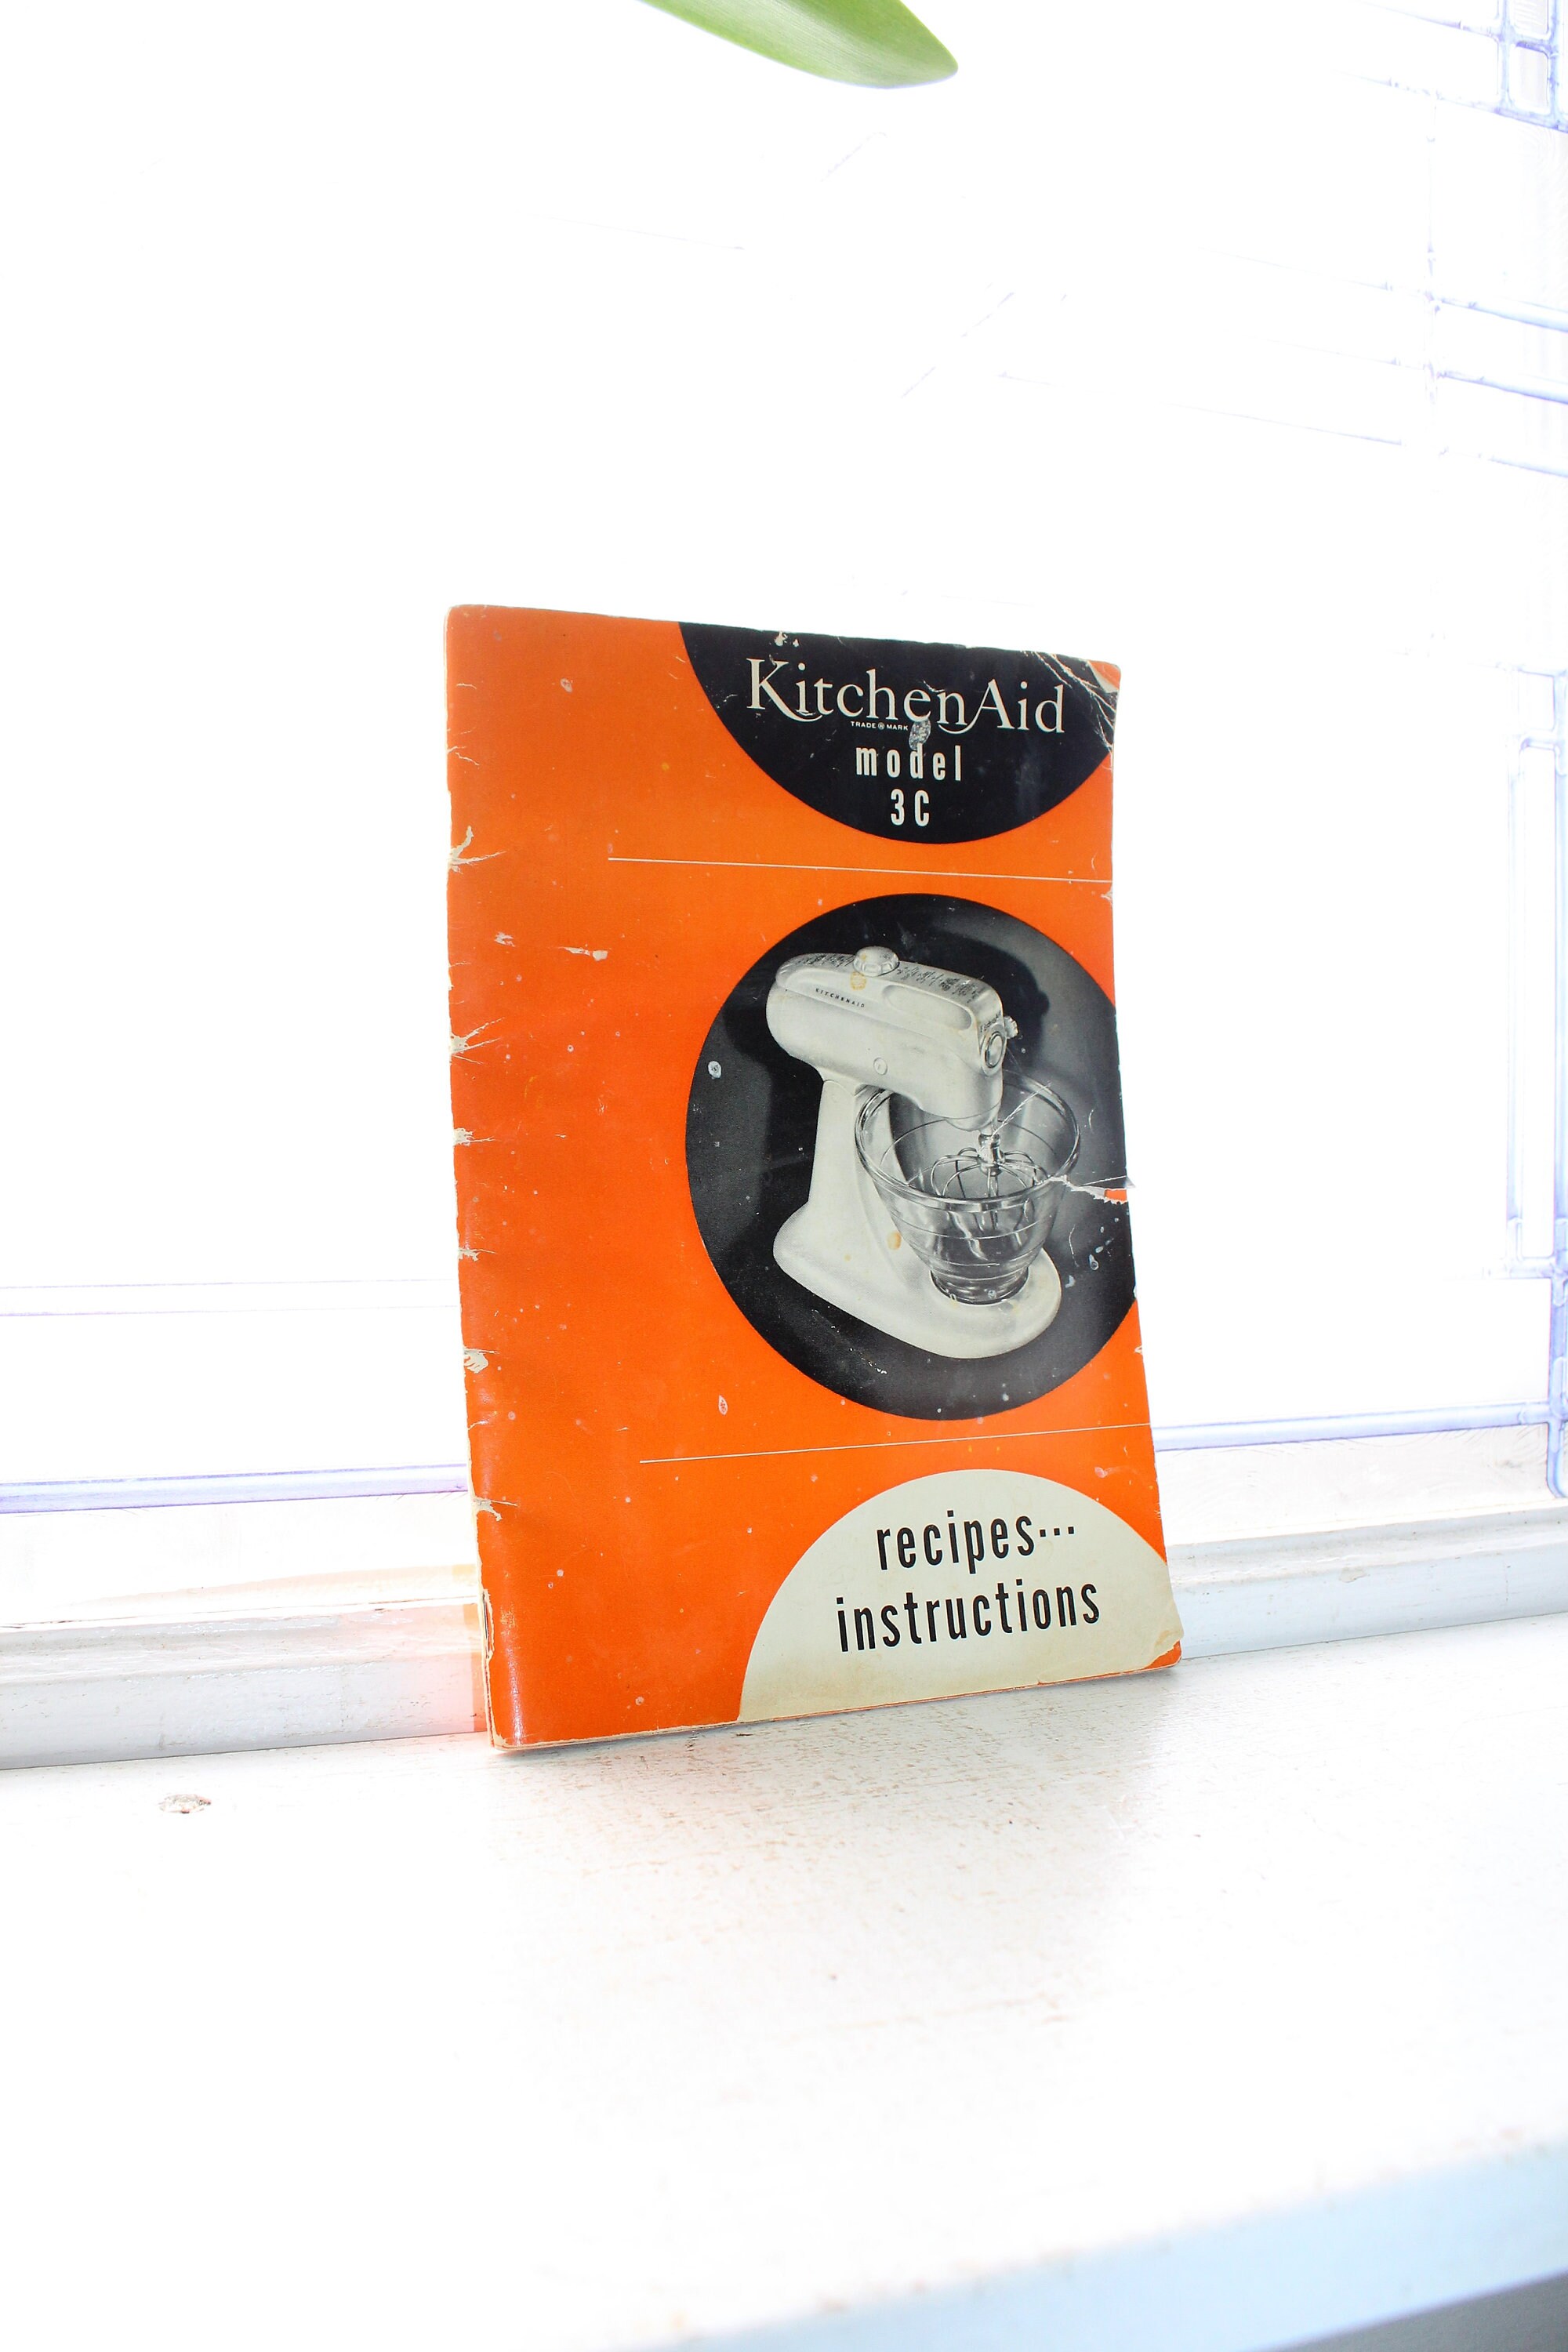 KitchenAid
TRADE ® MARK
model
3C
KITCHENAID
recipes...
instructions